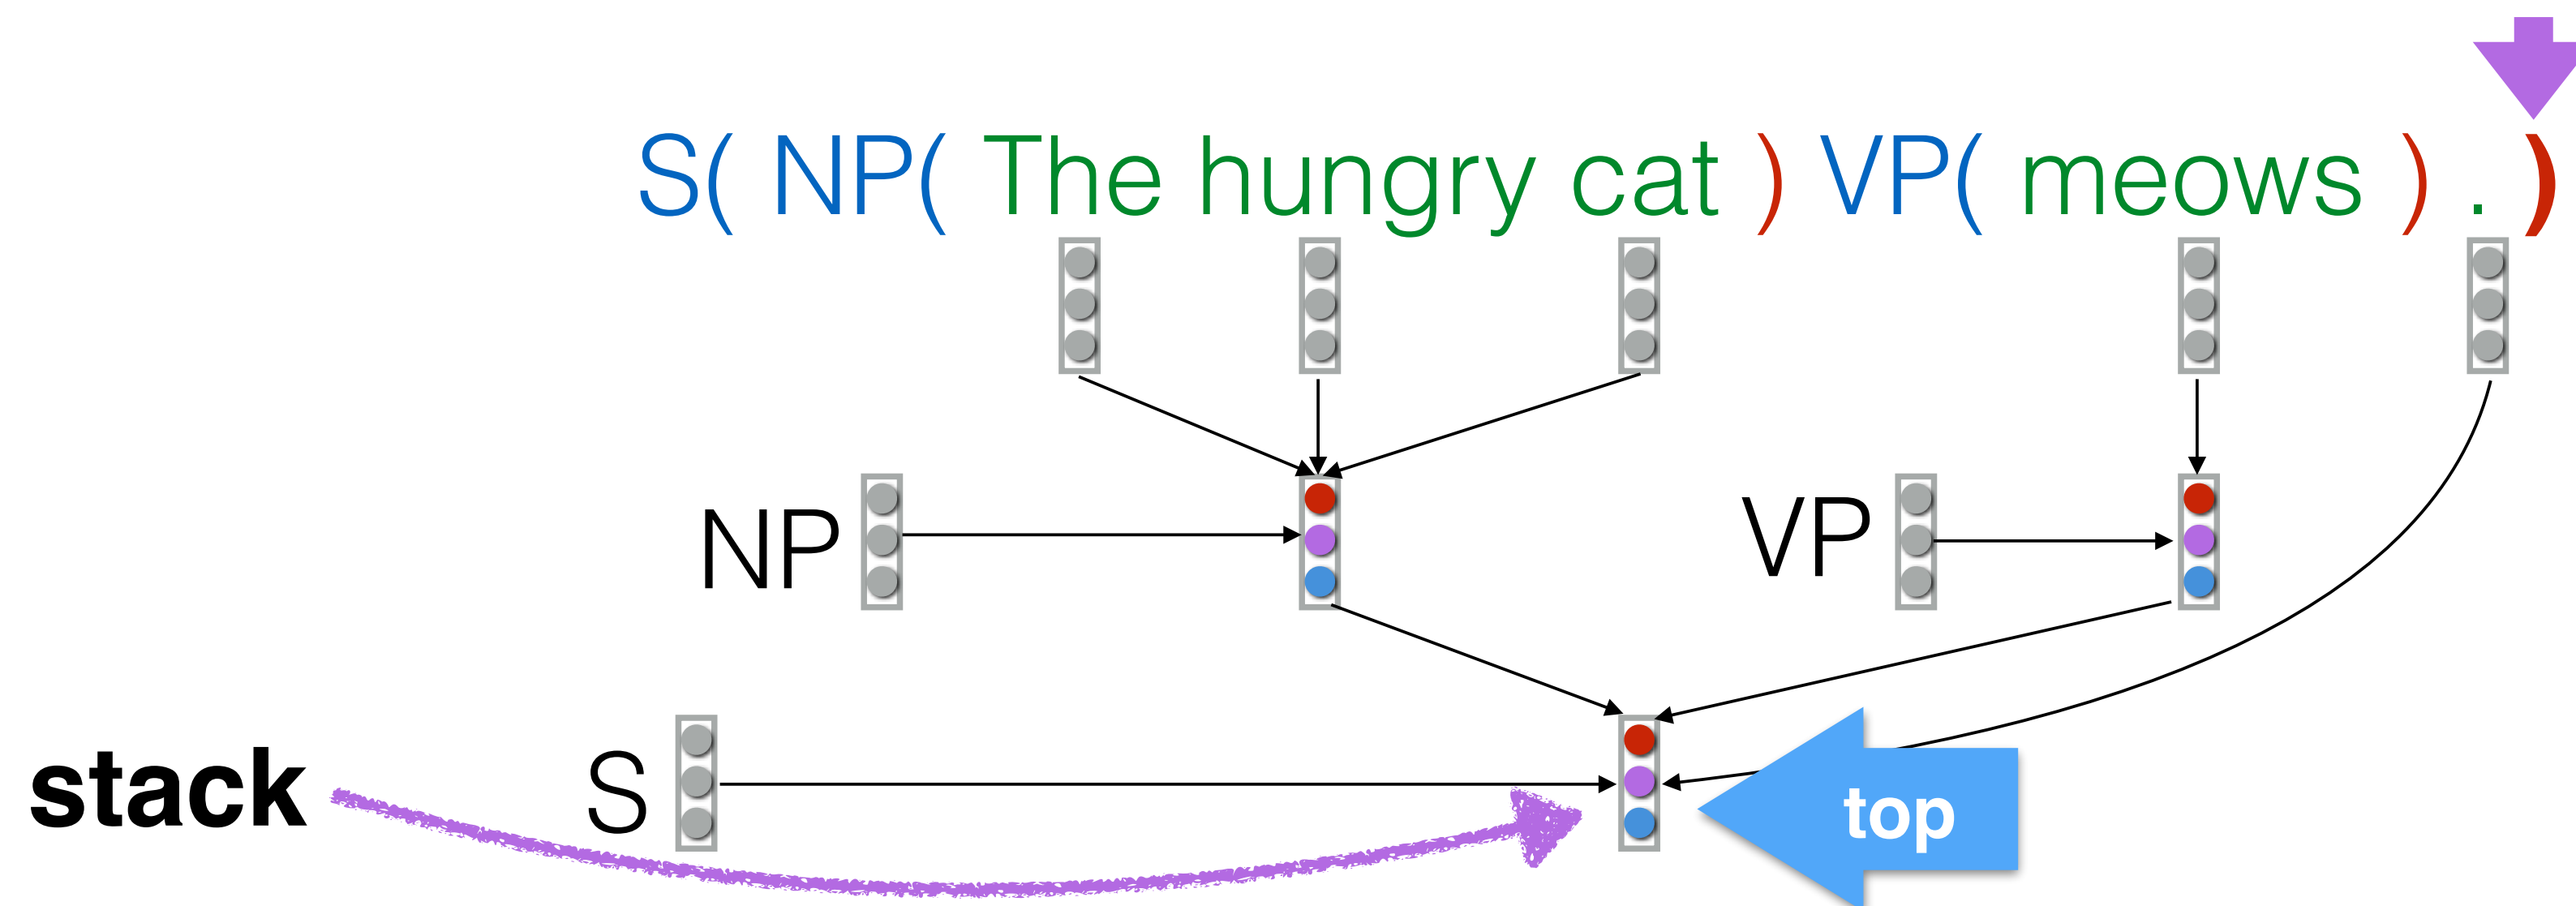 S( NP( The hungry cat ) VP( meows ) . )
NP
VP
stack
S
top